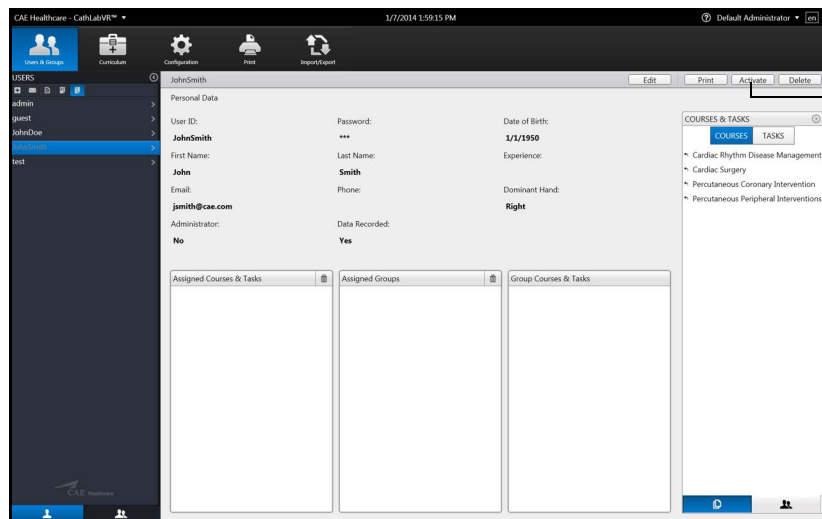 CAE Healthcare - CathLabVR™ ▾ 1/7/2014 1:59:15 PM Default Administrator ▾ en
Users & Groups Curriculum Configuration Print Import/Export
USERS
admin
guest
JohnDoe
JohnSmith
test
JohnSmith Edit Print Activate Delete
Personal Data
User ID: Password: Date of Birth:
JohnSmith *** 1/1/1950
First Name: Last Name: Experience:
John Smith
Email: Phone: Dominant Hand:
jsmith@cae.com Right
Administrator: Data Recorded:
No Yes
Assigned Courses & Tasks Assigned Groups Group Courses & Tasks
COURSES & TASKS
COURSES TASKS
Cardiac Rhythm Disease Management
Cardiac Surgery
Percutaneous Coronary Intervention
Percutaneous Peripheral Interventions
CAE Healthcare